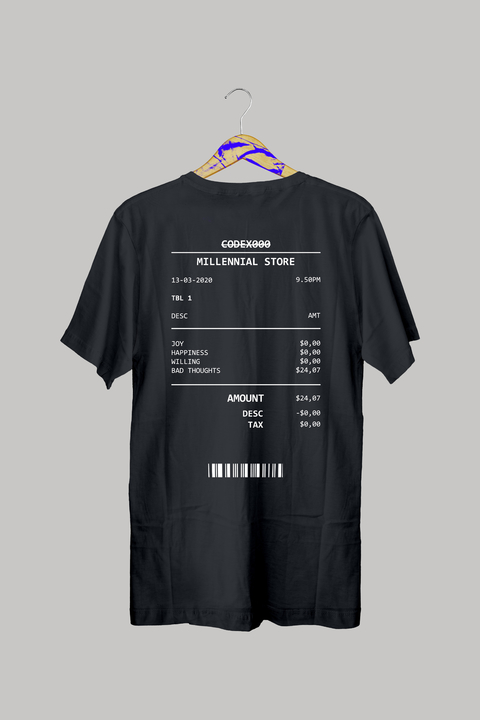 CODEX000
MILLENNIAL STORE
13-03-2020 9.50PM
TBL 1
DESC AMT
JOY $0,00
HAPPINESS $0,00
WILLING $0,00
BAD THOUGHTS $24,07
AMOUNT $24,07
DESC -$0,00
TAX $0,00